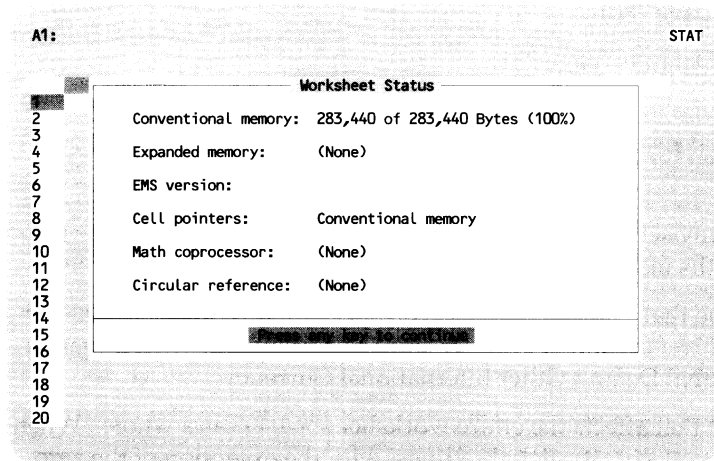 A1: STAT
Worksheet Status
1
2 Conventional memory: 283,440 of 283,440 Bytes (100%)
3
4 Expanded memory: (None)
5
6 EMS version:
7
8 Cell pointers: Conventional memory
9
10 Math coprocessor: (None)
11
12 Circular reference: (None)
13
14
15 Press any key to continue
16
17
18
19
20